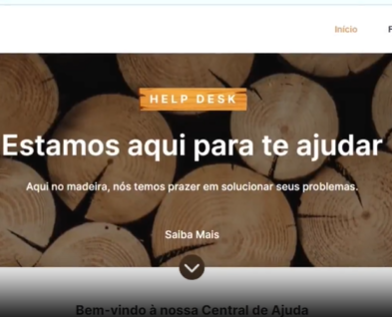 Início
F
HELP DESK
Estamos aqui para te ajudar
Aqui no madeira, nós temos prazer em solucionar seus problemas.
Saiba Mais
Bem-vindo à nossa Central de Ajuda